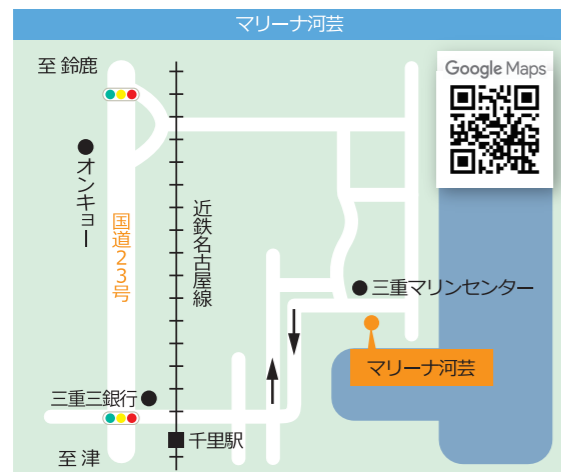 マリーナ河芸
至 鈴鹿
Google Maps
オンキョー
国道23号
近鉄名古屋線
三重マリンセンター
マリーナ河芸
三重三銀行
千里駅
至 津